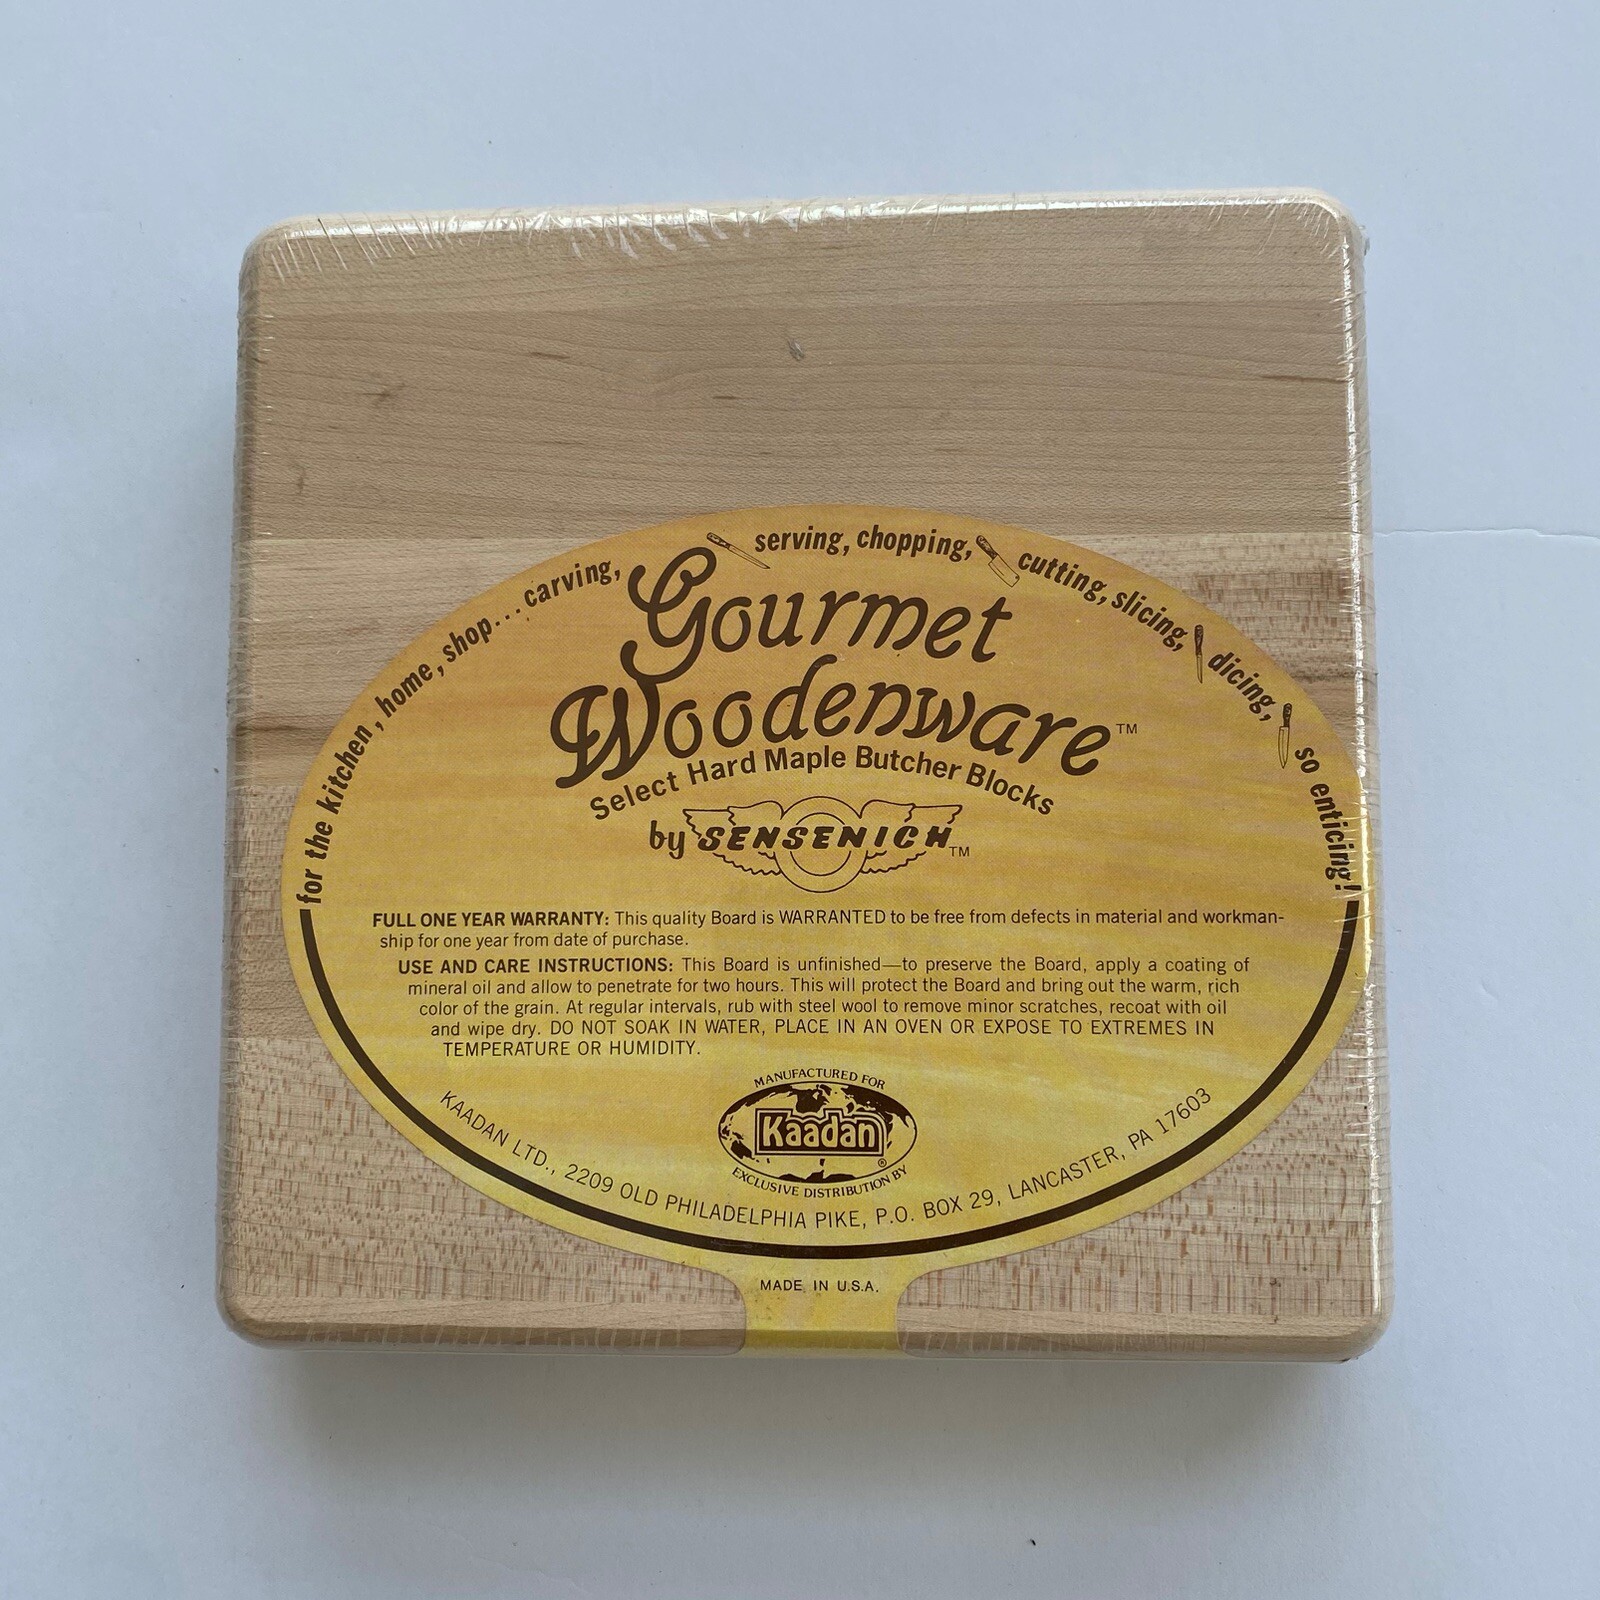 for the kitchen, home, shop... carving, serving, chopping, cutting, slicing, dicing, so enticing!
Gourmet
Woodenware™
Select Hard Maple Butcher Blocks
by SENSENICH™
FULL ONE YEAR WARRANTY: This quality Board is WARRANTED to be free from defects in material and workman-
ship for one year from date of purchase.
USE AND CARE INSTRUCTIONS: This Board is unfinished—to preserve the Board, apply a coating of
mineral oil and allow to penetrate for two hours. This will protect the Board and bring out the warm, rich
color of the grain. At regular intervals, rub with steel wool to remove minor scratches, recoat with oil
and wipe dry. DO NOT SOAK IN WATER, PLACE IN AN OVEN OR EXPOSE TO EXTREMES IN
TEMPERATURE OR HUMIDITY.
MANUFACTURED FOR
Kaadan®
EXCLUSIVE DISTRIBUTION BY
KAADAN LTD., 2209 OLD PHILADELPHIA PIKE, P.O. BOX 29, LANCASTER, PA 17603
MADE IN U.S.A.